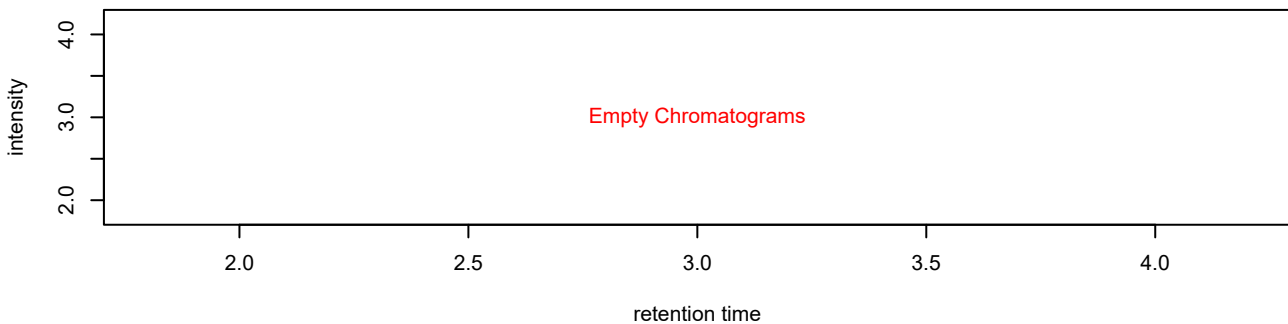 intensity
4.0
3.0
2.0
Empty Chromatograms
2.0 2.5 3.0 3.5 4.0
retention time